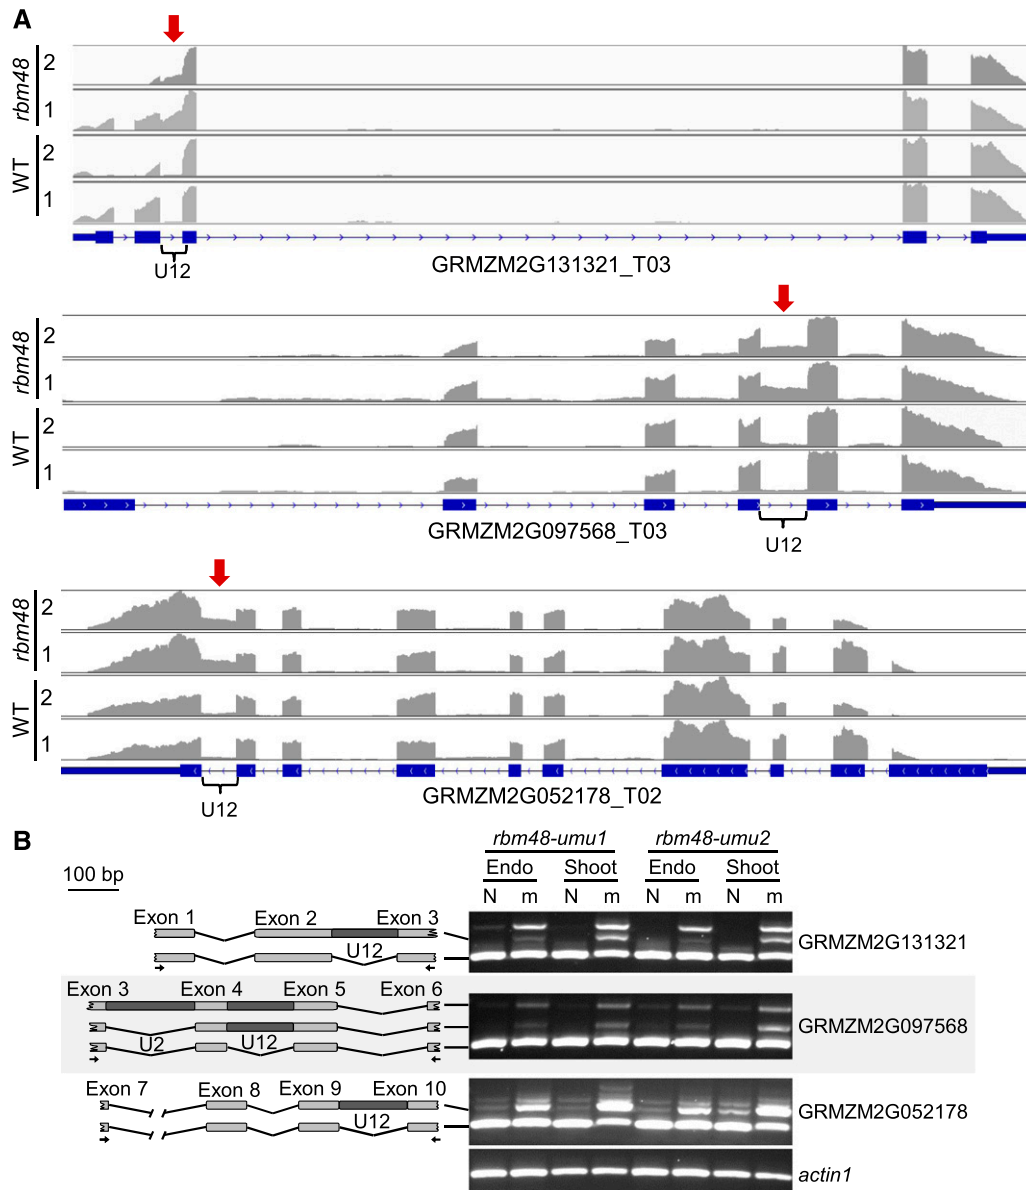 A
rbm48
2
1
WT
2
1
U12
GRMZM2G131321_T03
rbm48
2
1
WT
2
1
GRMZM2G097568_T03
U12
rbm48
2
1
WT
2
1
U12
GRMZM2G052178_T02
B
rbm48-umu1 rbm48-umu2
100 bp
Endo Shoot Endo Shoot
N m N m N m N m
Exon 1 Exon 2 Exon 3
U12
GRMZM2G131321
Exon 3 Exon 4 Exon 5 Exon 6
U2 U12
GRMZM2G097568
Exon 7 Exon 8 Exon 9 Exon 10
U12
GRMZM2G052178
actin1